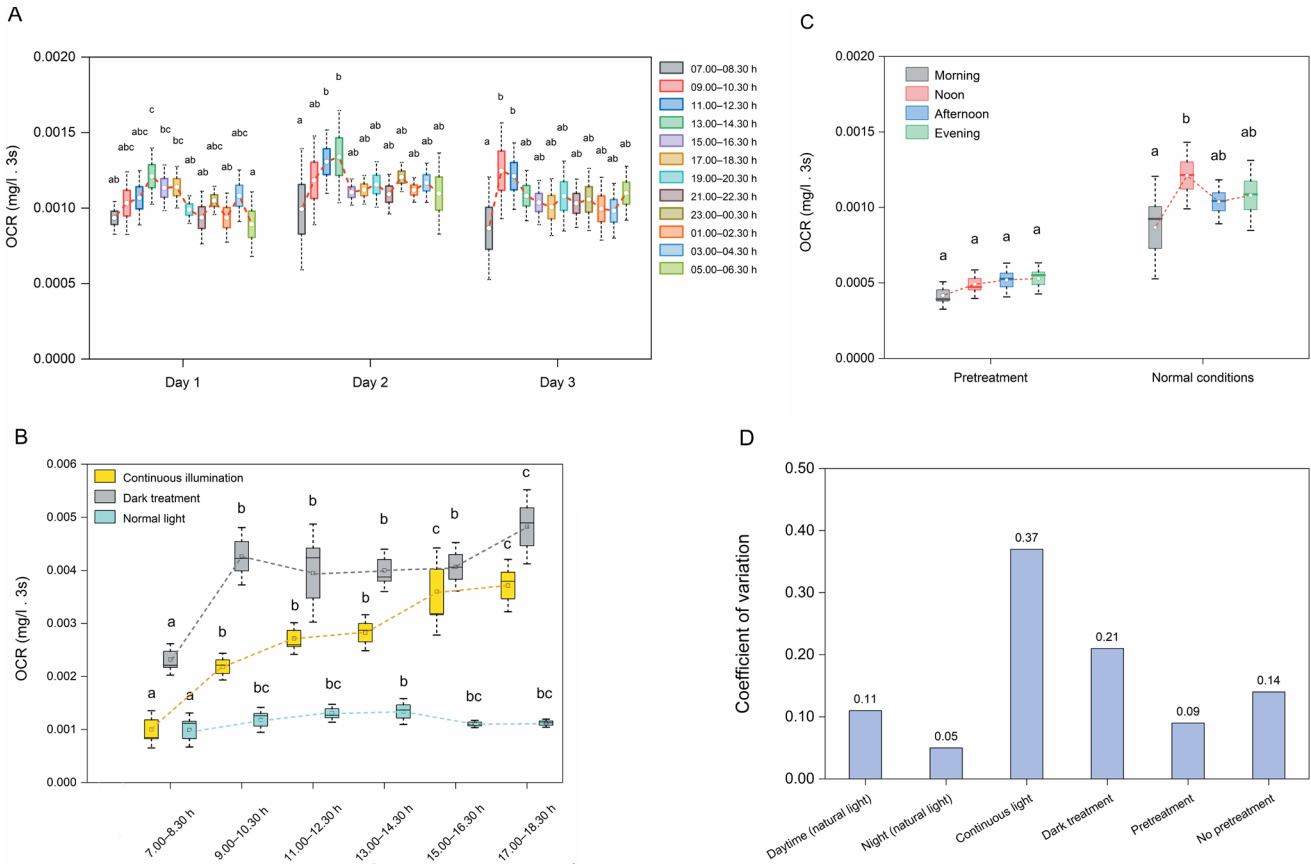 A
0.0020
0.0015
0.0010
0.0005
0.0000
OCR (mg/l . 3s)
ab
abc
abc
c
bc
bc
ab
ab
abc
ab
abc
a
a
ab
b
b
ab
ab
ab
ab
ab
ab
ab
ab
a
b
b
ab
ab
ab
ab
ab
ab
ab
ab
ab
Day 1
Day 2
Day 3
07.00–08.30 h
09.00–10.30 h
11.00–12.30 h
13.00–14.30 h
15.00–16.30 h
17.00–18.30 h
19.00–20.30 h
21.00–22.30 h
23.00–00.30 h
01.00–02.30 h
03.00–04.30 h
05.00–06.30 h
C
0.0020
0.0015
0.0010
0.0005
0.0000
OCR (mg/l . 3s)
Morning
Noon
Afternoon
Evening
a
a
a
a
a
b
ab
ab
Pretreatment
Normal conditions
B
0.006
0.005
0.004
0.003
0.002
0.001
0.000
OCR (mg/l . 3s)
Continuous illumination
Dark treatment
Normal light
a
a
a
b
b
bc
b
b
bc
b
b
bc
c
b
bc
c
c
bc
7.00–8.30 h
9.00–10.30 h
11.00–12.30 h
13.00–14.30 h
15.00–16.30 h
17.00–18.30 h
D
0.50
0.40
0.30
0.20
0.10
0.00
Coefficient of variation
0.11
0.05
0.37
0.21
0.09
0.14
Daytime (natural light)
Night (natural light)
Continuous light
Dark treatment
Pretreatment
No pretreatment